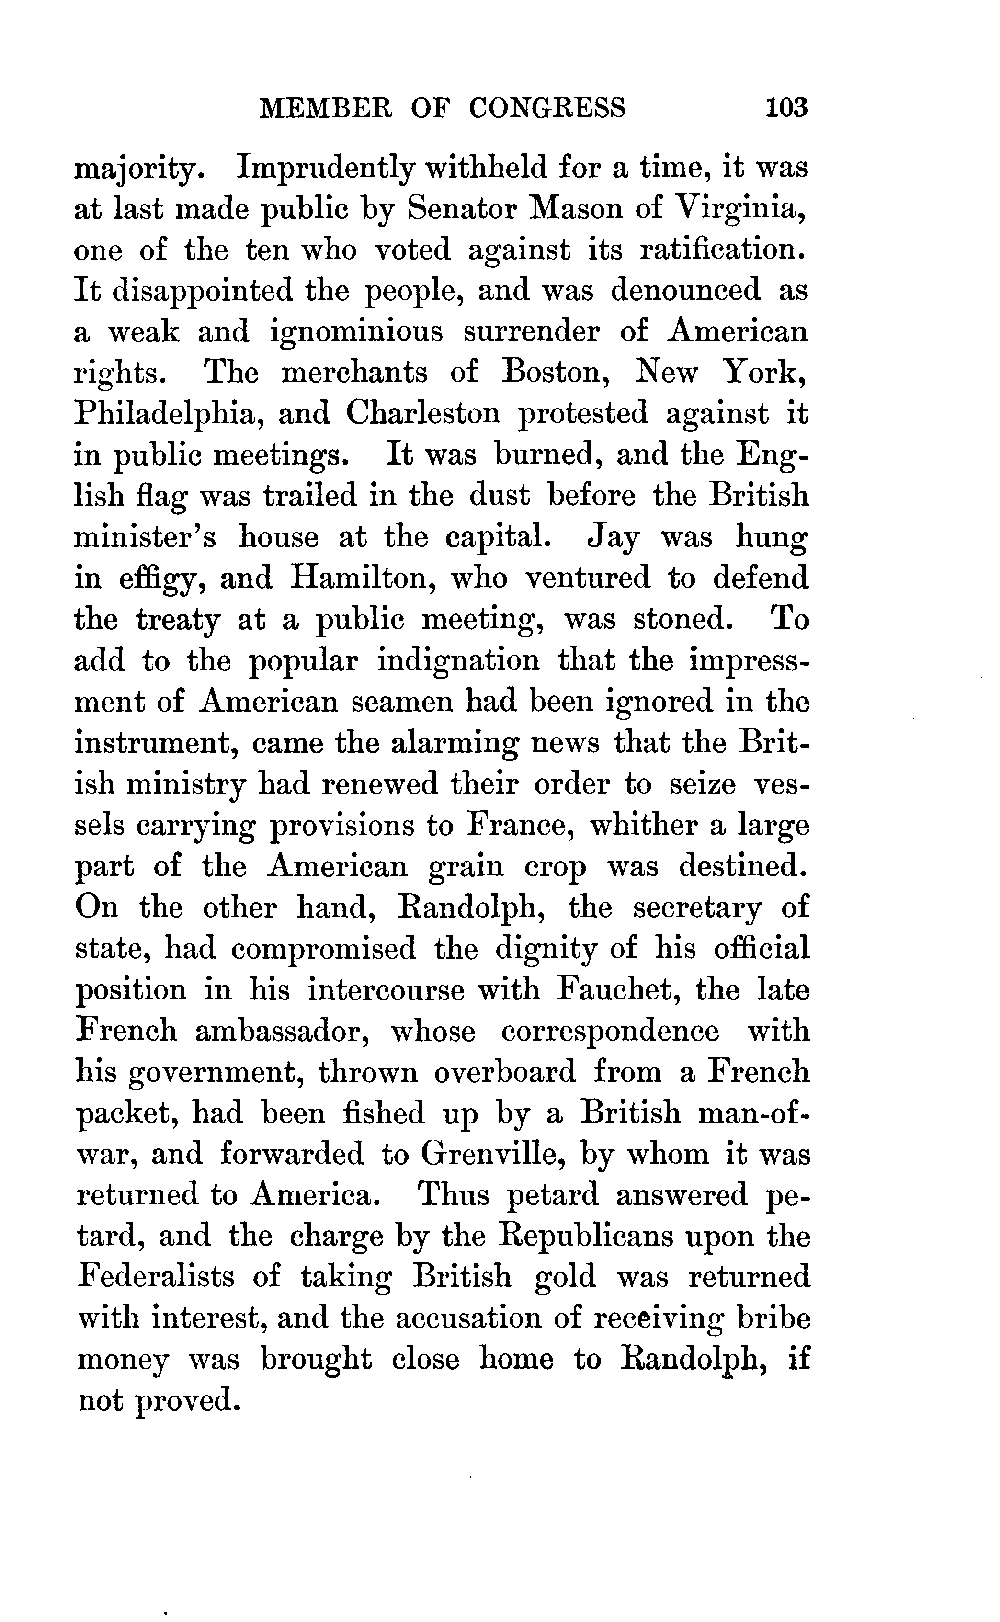 MEMBER OF CONGRESS 103
majority. Imprudently withheld for a time, it was
at last made public by Senator Mason of Virginia,
one of the ten who voted against its ratification.
It disappointed the people, and was denounced as
a weak and ignominious surrender of American
rights. The merchants of Boston, New York,
Philadelphia, and Charleston protested against it
in public meetings. It was burned, and the Eng-
lish flag was trailed in the dust before the British
minister's house at the capital. Jay was hung
in effigy, and Hamilton, who ventured to defend
the treaty at a public meeting, was stoned. To
add to the popular indignation that the impress-
ment of American seamen had been ignored in the
instrument, came the alarming news that the Brit-
ish ministry had renewed their order to seize ves-
sels carrying provisions to France, whither a large
part of the American grain crop was destined.
On the other hand, Randolph, the secretary of
state, had compromised the dignity of his official
position in his intercourse with Fauchet, the late
French ambassador, whose correspondence with
his government, thrown overboard from a French
packet, had been fished up by a British man-of-
war, and forwarded to Grenville, by whom it was
returned to America. Thus petard answered pe-
tard, and the charge by the Republicans upon the
Federalists of taking British gold was returned
with interest, and the accusation of receiving bribe
money was brought close home to Randolph, if
not proved.